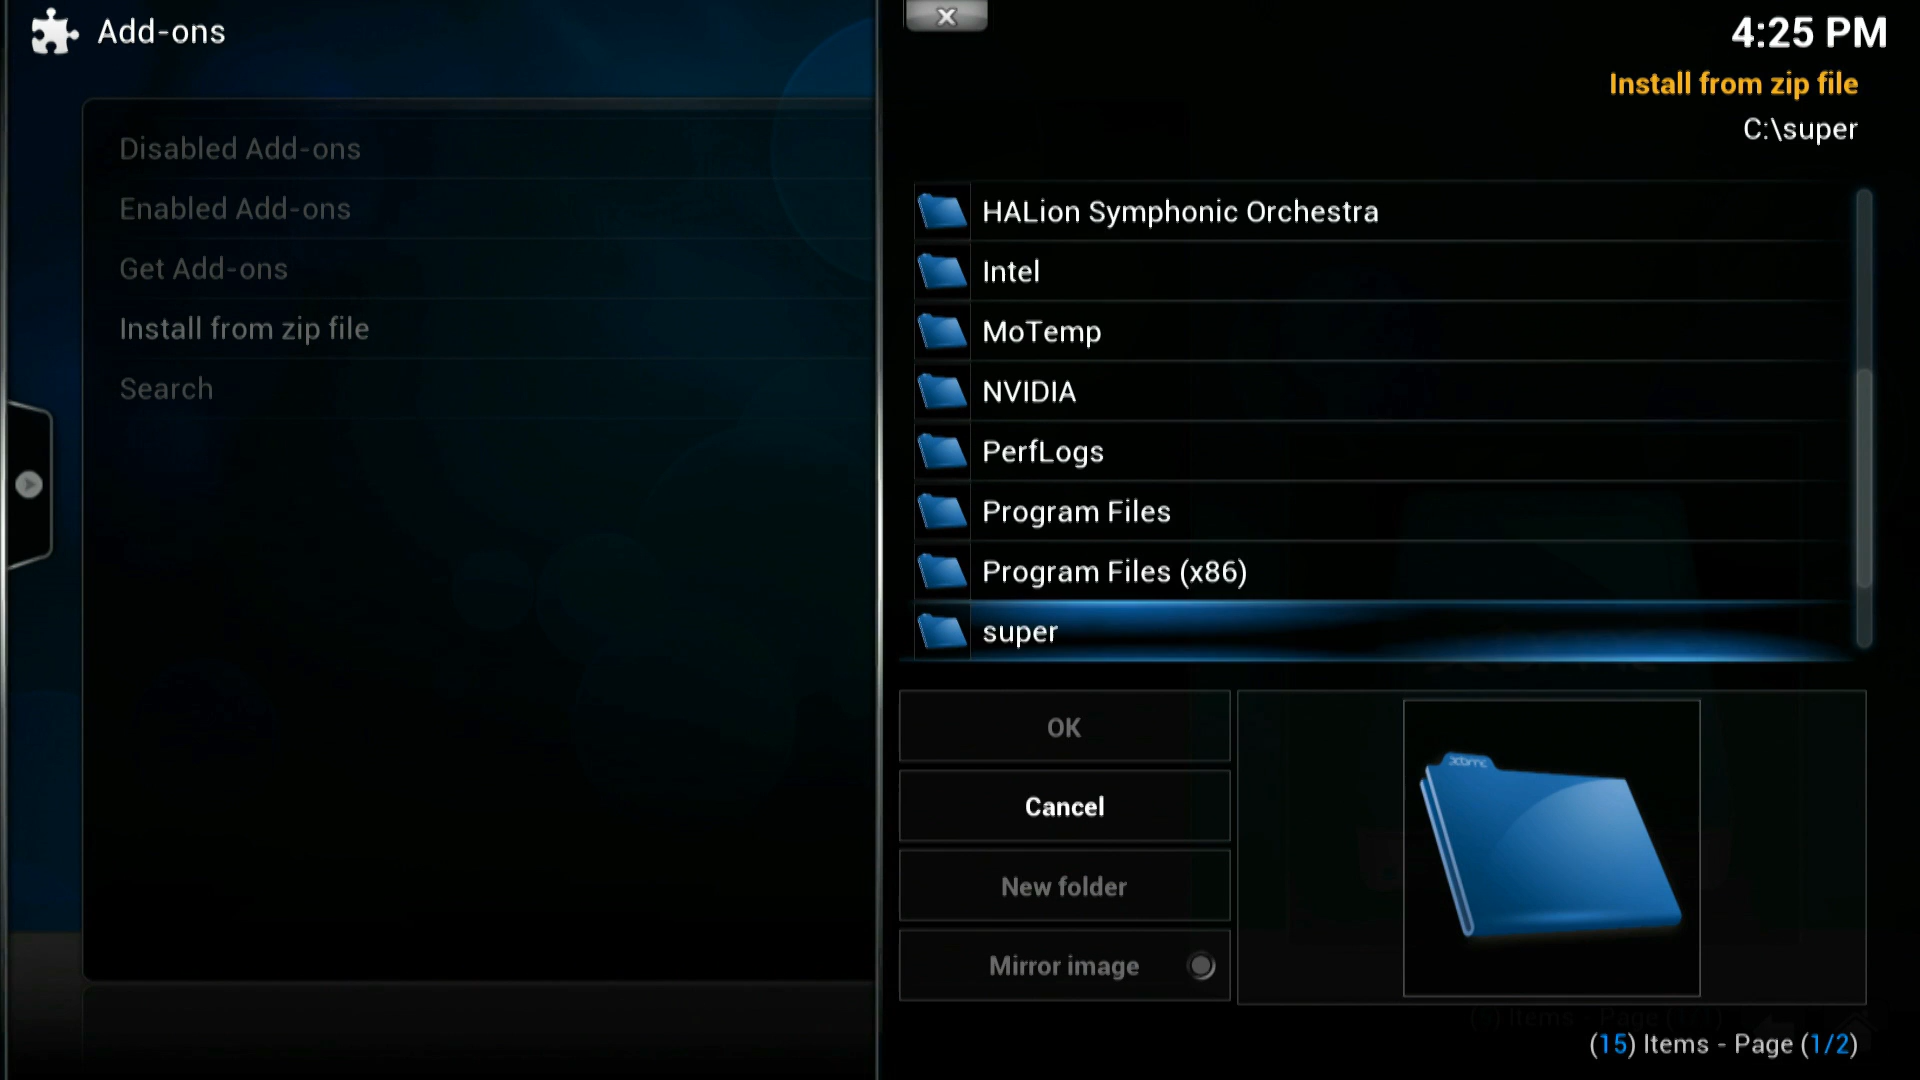 Add-ons
Disabled Add-ons
Enabled Add-ons
Get Add-ons
Install from zip file
Search
X
4:25 PM
Install from zip file
C:\super
HALion Symphonic Orchestra
Intel
MoTemp
NVIDIA
PerfLogs
Program Files
Program Files (x86)
super
OK
Cancel
New folder
Mirror image
xbmc
(15) Items - Page (1/2)